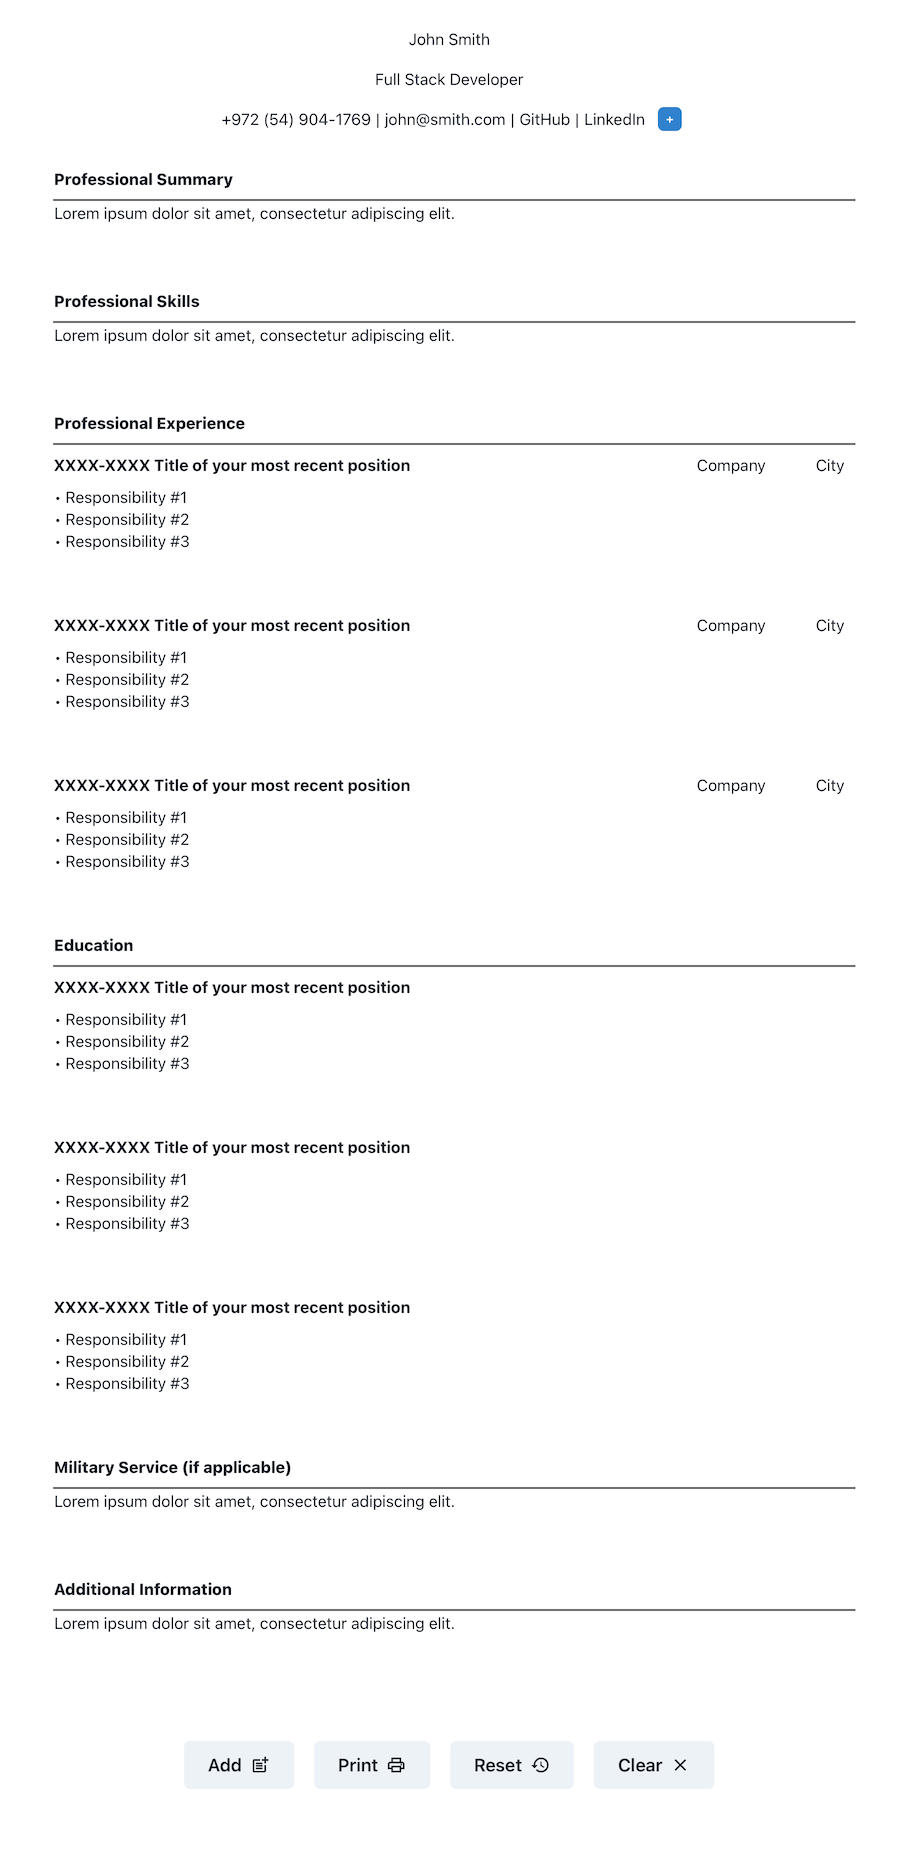 John Smith
Full Stack Developer
+972 (54) 904-1769 | john@smith.com | GitHub | LinkedIn +
Professional Summary
Lorem ipsum dolor sit amet, consectetur adipiscing elit.
Professional Skills
Lorem ipsum dolor sit amet, consectetur adipiscing elit.
Professional Experience
XXXX-XXXX Title of your most recent position Company City
• Responsibility #1
• Responsibility #2
• Responsibility #3
XXXX-XXXX Title of your most recent position Company City
• Responsibility #1
• Responsibility #2
• Responsibility #3
XXXX-XXXX Title of your most recent position Company City
• Responsibility #1
• Responsibility #2
• Responsibility #3
Education
XXXX-XXXX Title of your most recent position
• Responsibility #1
• Responsibility #2
• Responsibility #3
XXXX-XXXX Title of your most recent position
• Responsibility #1
• Responsibility #2
• Responsibility #3
XXXX-XXXX Title of your most recent position
• Responsibility #1
• Responsibility #2
• Responsibility #3
Military Service (if applicable)
Lorem ipsum dolor sit amet, consectetur adipiscing elit.
Additional Information
Lorem ipsum dolor sit amet, consectetur adipiscing elit.
Add Print Reset Clear